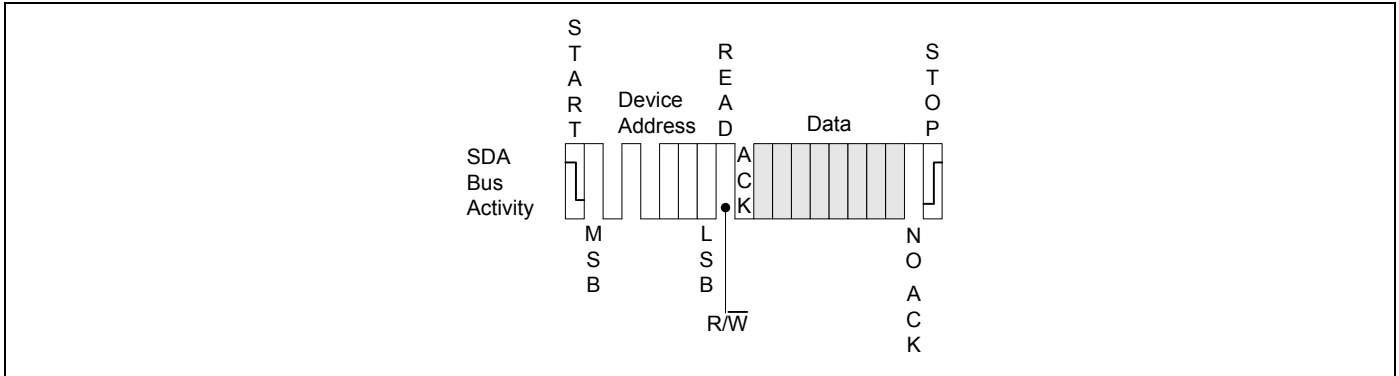 START
READ
STOP
Device
Address
Data
SDA
Bus
Activity
ACK
MSB
LSB
NO ACK
R/W̅